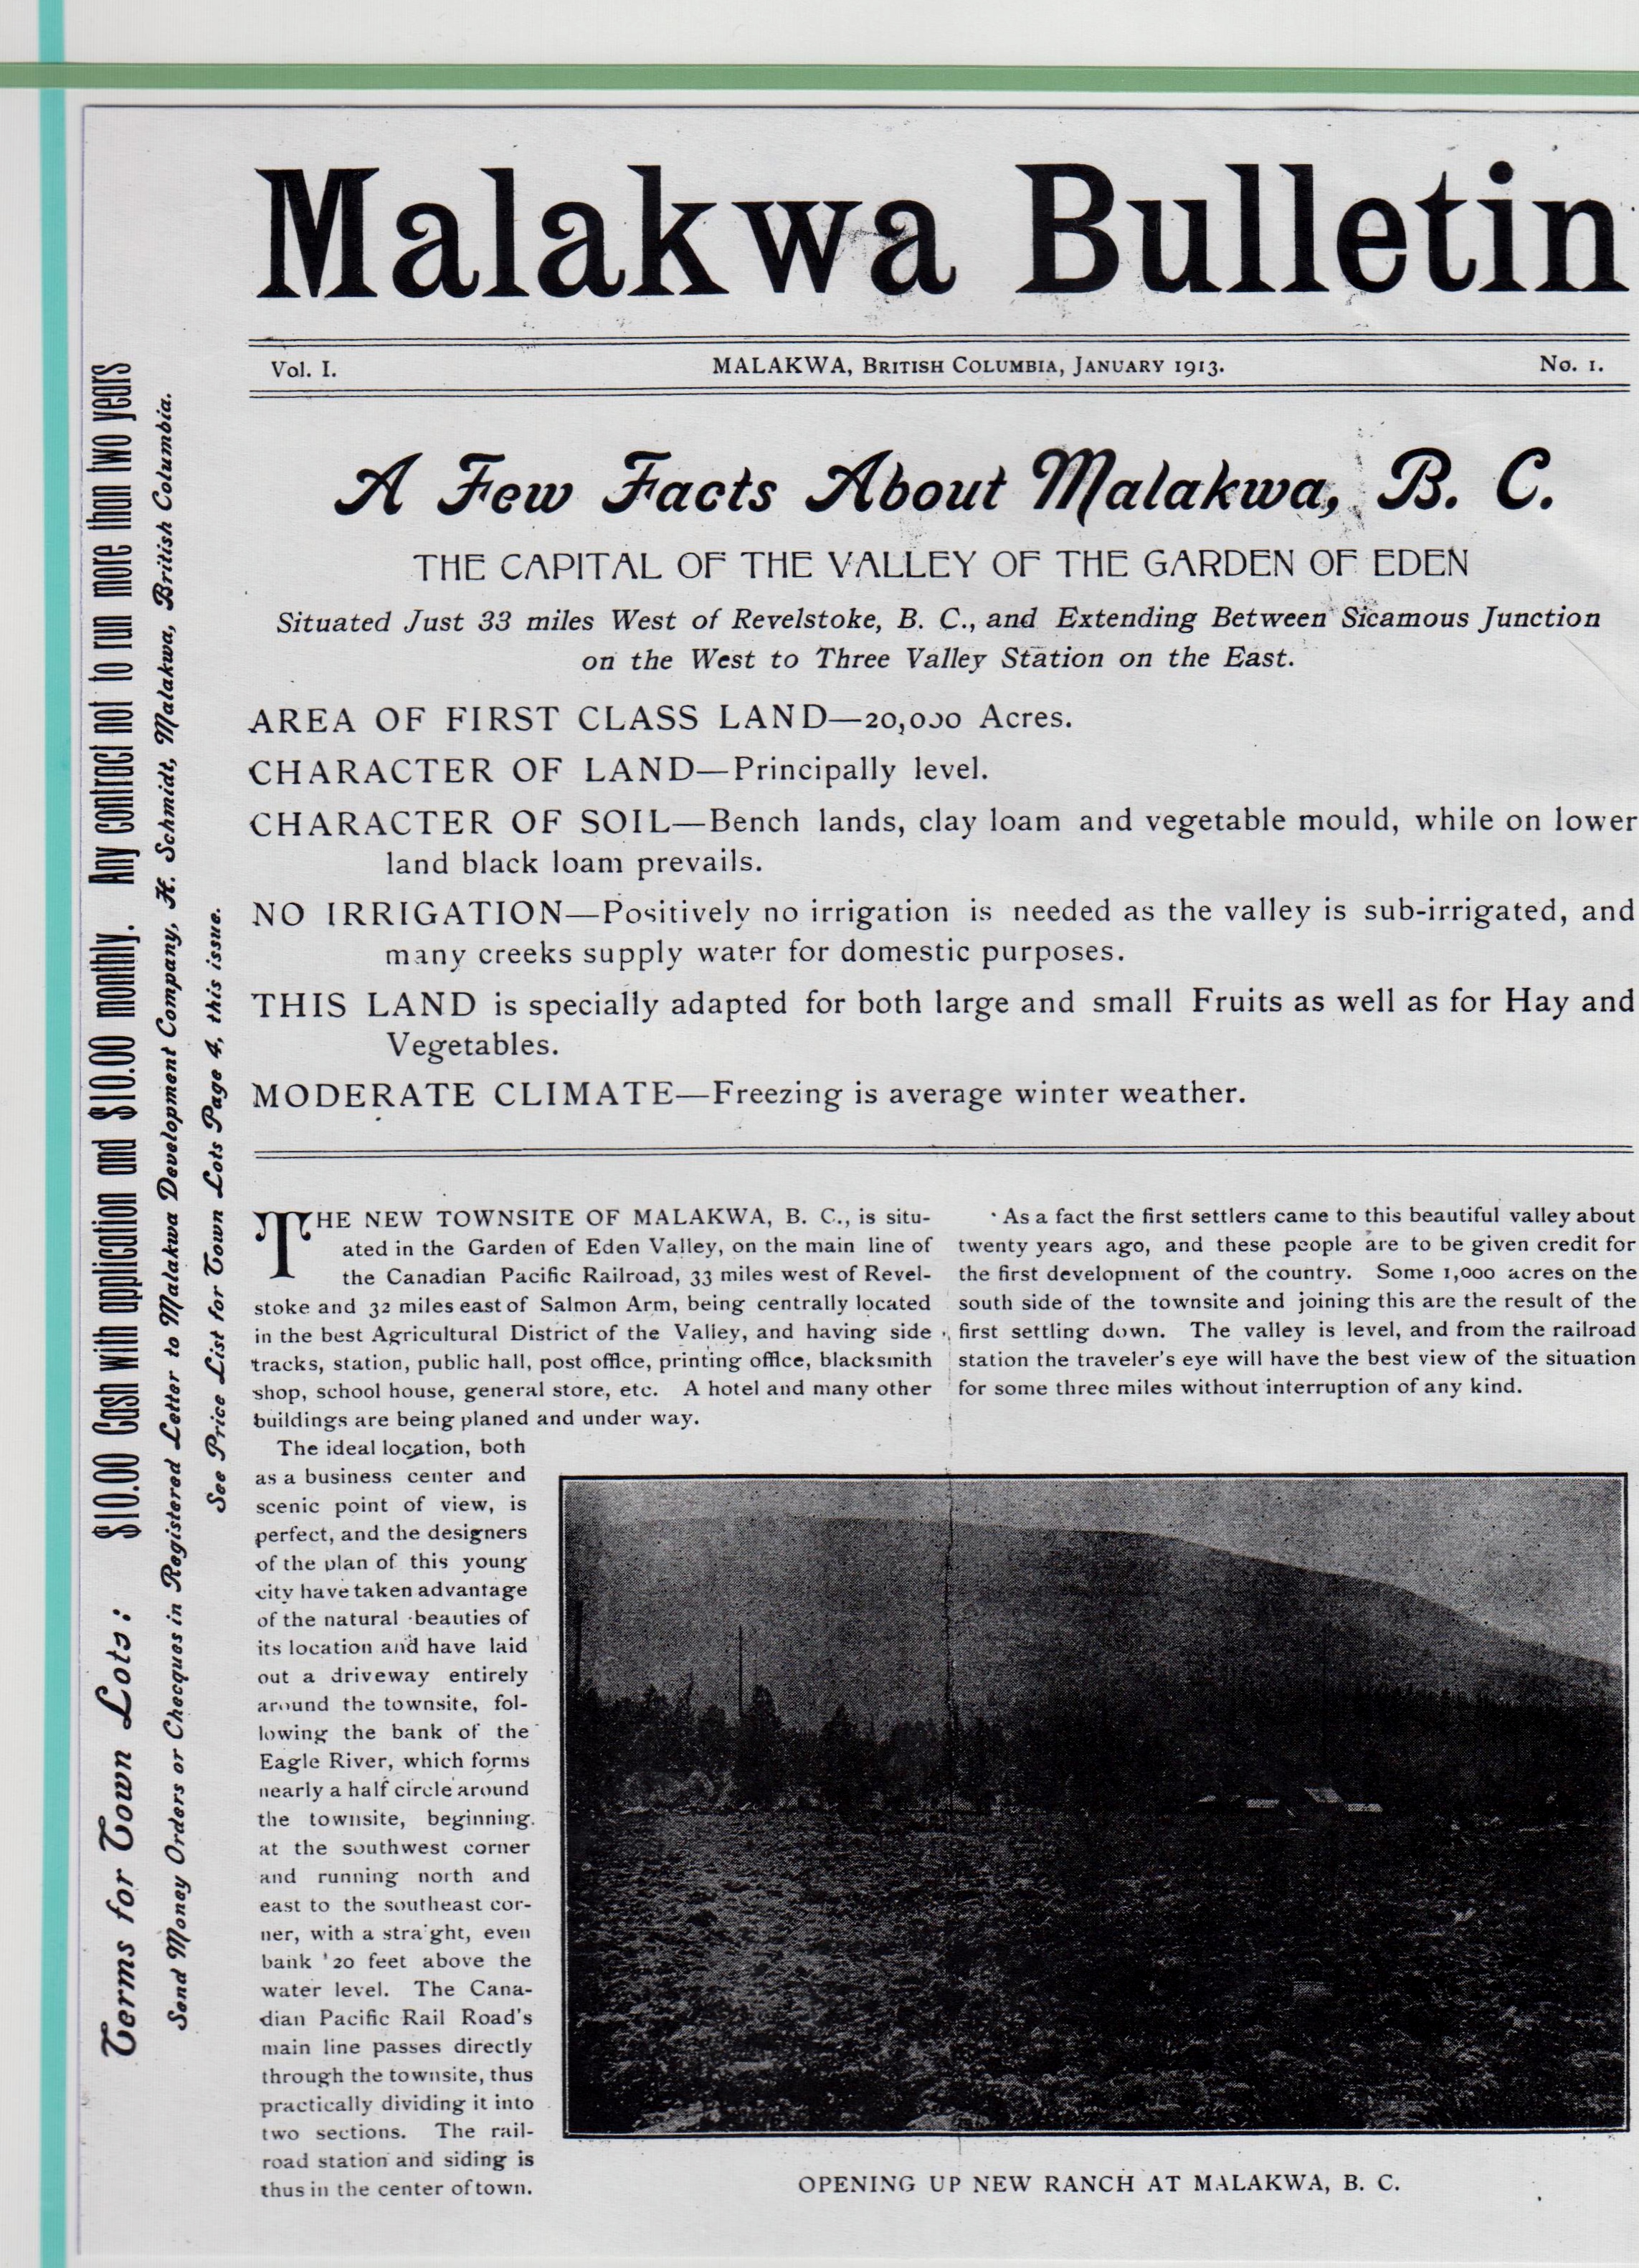 Malakwa Bulletin
Vol. I. MALAKWA, BRITISH COLUMBIA, JANUARY 1913. No. 1.
A Few Facts About Malakwa, B. C.
THE CAPITAL OF THE VALLEY OF THE GARDEN OF EDEN
Situated Just 33 miles West of Revelstoke, B. C., and Extending Between Sicamous Junction
on the West to Three Valley Station on the East.
AREA OF FIRST CLASS LAND—20,000 Acres.
CHARACTER OF LAND—Principally level.
CHARACTER OF SOIL—Bench lands, clay loam and vegetable mould, while on lower
land black loam prevails.
NO IRRIGATION—Positively no irrigation is needed as the valley is sub-irrigated, and
many creeks supply water for domestic purposes.
THIS LAND is specially adapted for both large and small Fruits as well as for Hay and
Vegetables.
MODERATE CLIMATE—Freezing is average winter weather.
THE NEW TOWNSITE OF MALAKWA, B. C., is situ-
ated in the Garden of Eden Valley, on the main line of
the Canadian Pacific Railroad, 33 miles west of Revel-
stoke and 32 miles east of Salmon Arm, being centrally located
in the best Agricultural District of the Valley, and having side
tracks, station, public hall, post office, printing office, blacksmith
shop, school house, general store, etc. A hotel and many other
buildings are being planed and under way.
The ideal location, both
as a business center and
scenic point of view, is
perfect, and the designers
of the plan of this young
city have taken advantage
of the natural beauties of
its location and have laid
out a driveway entirely
around the townsite, fol-
lowing the bank of the
Eagle River, which forms
nearly a half circle around
the townsite, beginning
at the southwest corner
and running north and
east to the southeast cor-
ner, with a straight, even
bank 20 feet above the
water level. The Cana-
dian Pacific Rail Road's
main line passes directly
through the townsite, thus
practically dividing it into
two sections. The rail-
road station and siding is
thus in the center of town.
As a fact the first settlers came to this beautiful valley about
twenty years ago, and these people are to be given credit for
the first development of the country. Some 1,000 acres on the
south side of the townsite and joining this are the result of the
first settling down. The valley is level, and from the railroad
station the traveler's eye will have the best view of the situation
for some three miles without interruption of any kind.
OPENING UP NEW RANCH AT MALAKWA, B. C.
Terms for Town Lots: $10.00 Cash with application and $10.00 monthly. Any contract not to run more than two years
Send Money Orders or Checques in Registered Letter to Malakwa Development Company, H. Schmidt, Malakwa, British Columbia.
See Price List for Town Lots Page 4, this issue.